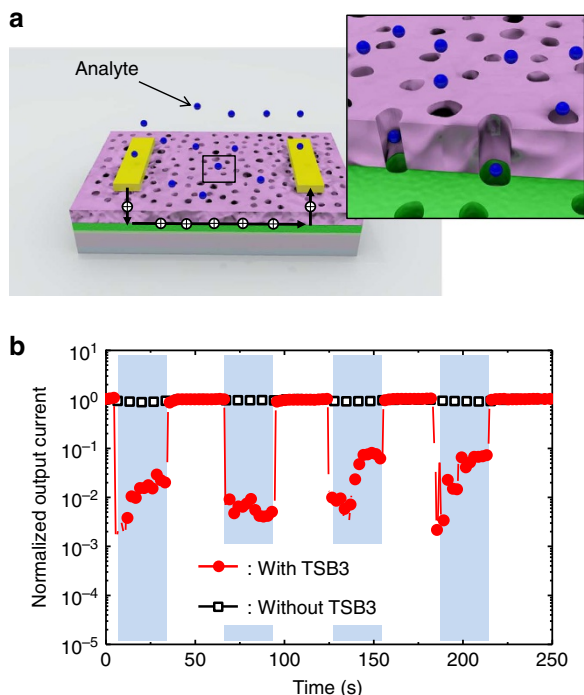 a
Analyte
b
Normalized output current
10^1
10^0
10^−1
10^−2
10^−3
10^−4
10^−5
: With TSB3
: Without TSB3
0 50 100 150 200 250
Time (s)